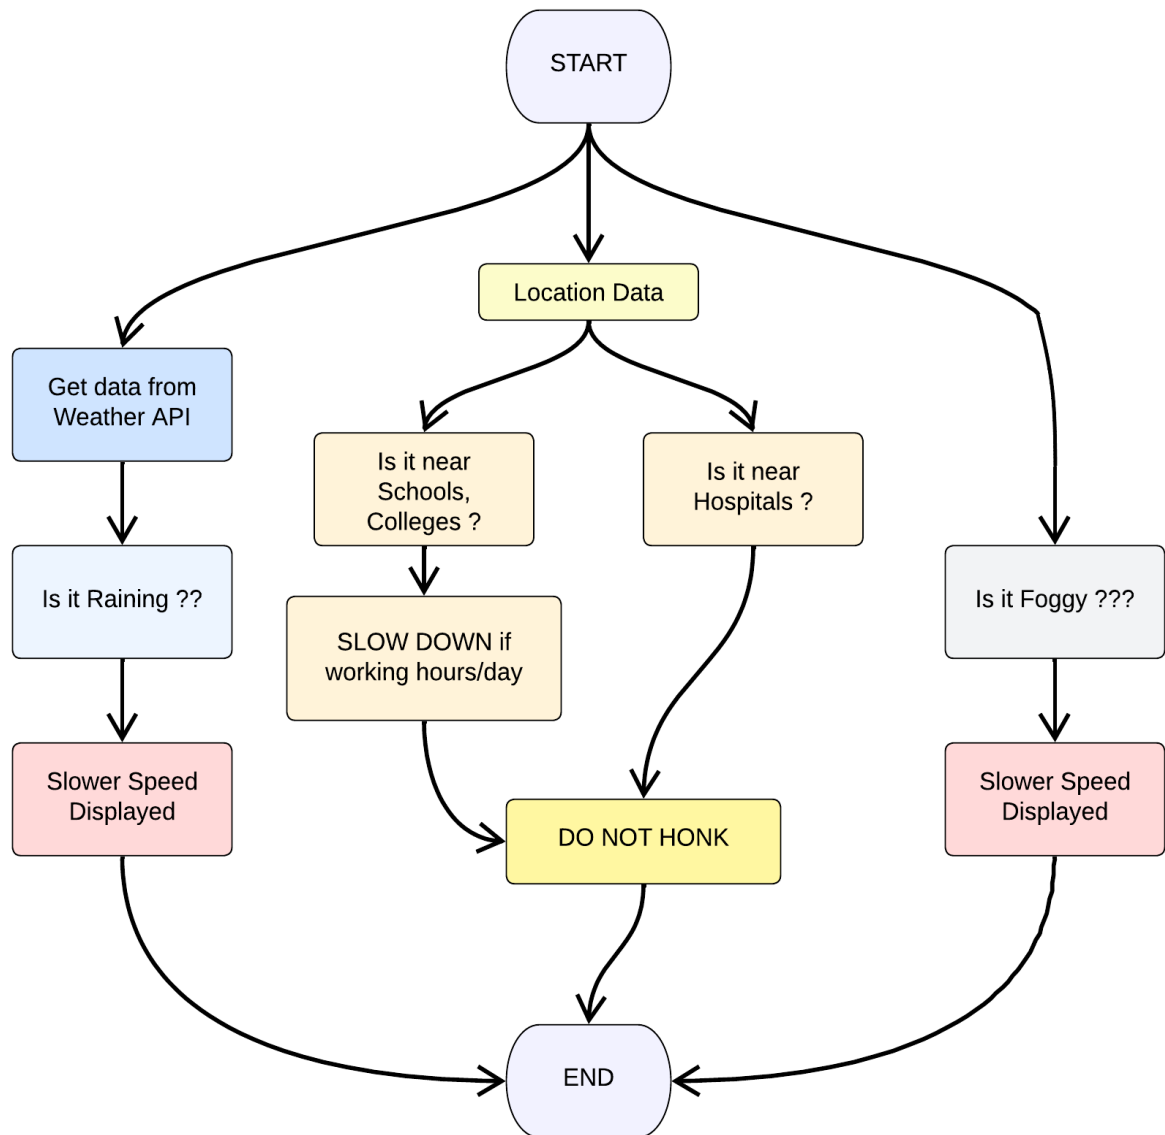 START
Location Data
Get data from
Weather API
Is it near
Schools,
Colleges ?
Is it near
Hospitals ?
Is it Raining ??
SLOW DOWN if
working hours/day
Is it Foggy ???
Slower Speed
Displayed
DO NOT HONK
Slower Speed
Displayed
END